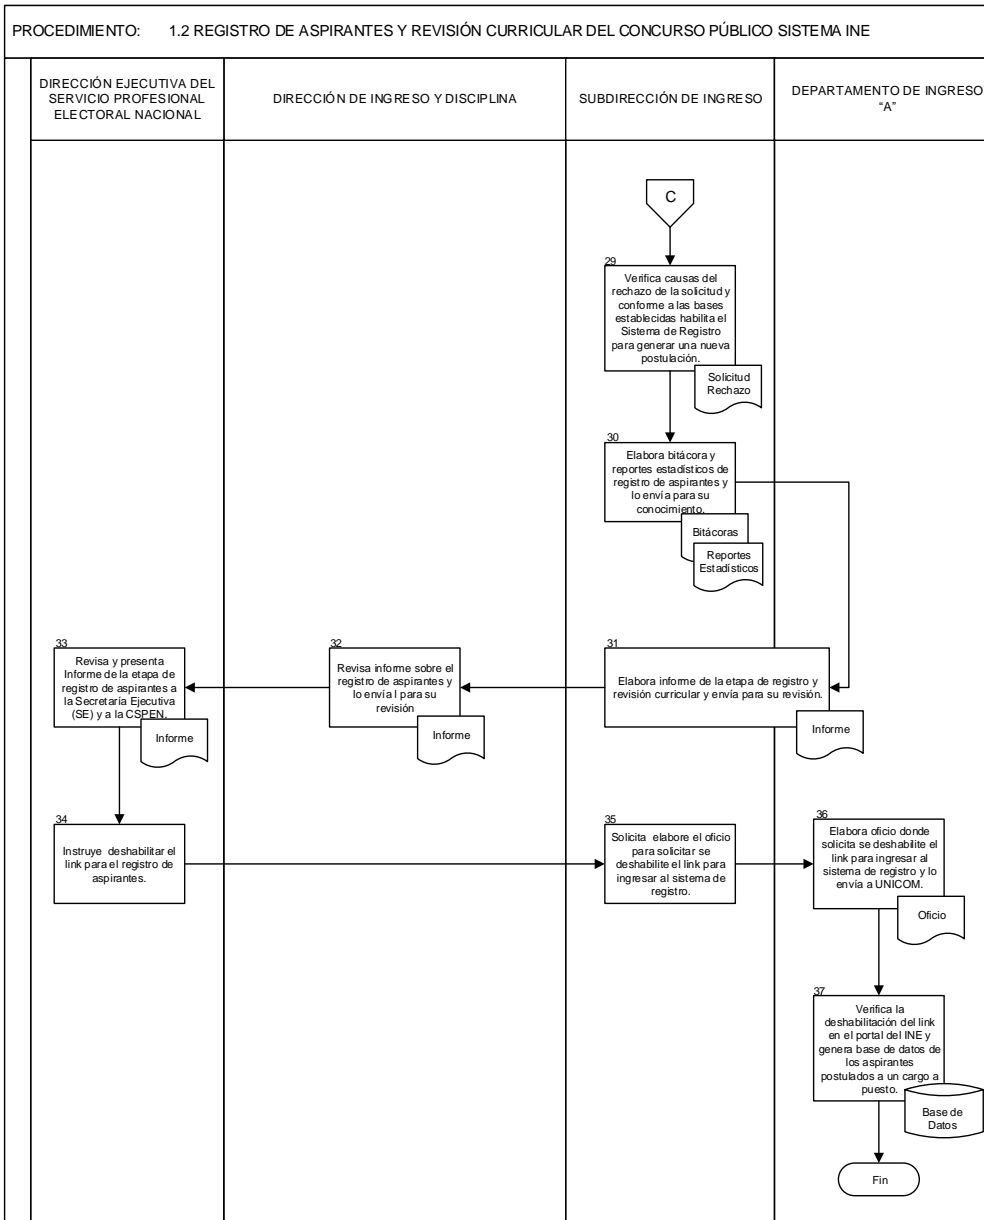 PROCEDIMIENTO: 1.2 REGISTRO DE ASPIRANTES Y REVISIÓN CURRICULAR DEL CONCURSO PÚBLICO SISTEMA INE
DIRECCIÓN EJECUTIVA DEL
SERVICIO PROFESIONAL
ELECTORAL NACIONAL
DIRECCIÓN DE INGRESO Y DISCIPLINA
SUBDIRECCIÓN DE INGRESO
DEPARTAMENTO DE INGRESO
“A”
C
29
Verifica causas del
rechazo de la solicitud y
conforme a las bases
establecidas habilita el
Sistema de Registro
para generar una nueva
postulación.
Solicitud
Rechazo
30
Elabora bitácora y
reportes estadísticos de
registro de aspirantes y
lo envía para su
conocimiento.
Bitácoras
Reportes
Estadísticos
33
Revisa y presenta
Informe de la etapa de
registro de aspirantes a
la Secretaría Ejecutiva
(SE) y a la CSPEN.
Informe
32
Revisa informe sobre el
registro de aspirantes y
lo envía l para su
revisión
Informe
31
Elabora informe de la etapa de registro y
revisión curricular y envía para su revisión.
Informe
34
Instruye deshabilitar el
link para el registro de
aspirantes.
35
Solicita elabore el oficio
para solicitar se
deshabilite el link para
ingresar al sistema de
registro.
36
Elabora oficio donde
solicita se deshabilite el
link para ingresar al
sistema de registro y lo
envía a UNICOM.
Oficio
37
Verifica la
deshabilitación del link
en el portal del INE y
genera base de datos de
los aspirantes
postulados a un cargo a
puesto.
Base de
Datos
Fin